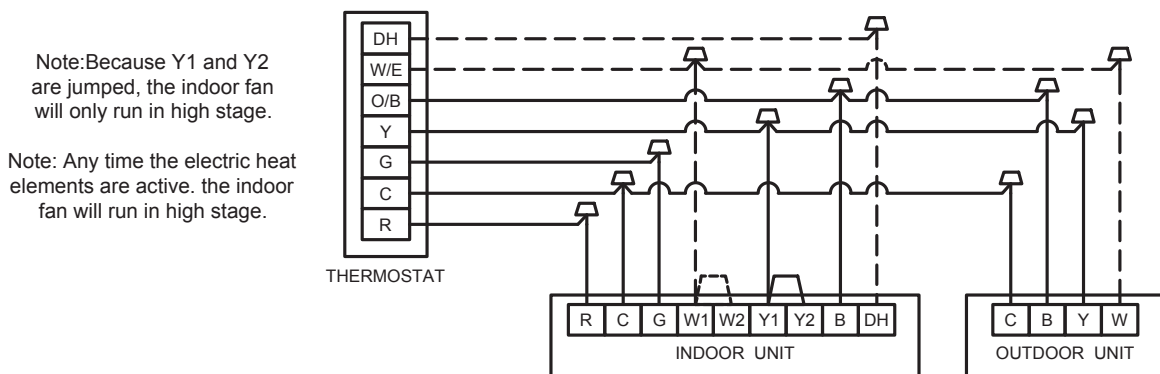 Note:Because Y1 and Y2
are jumped, the indoor fan
will only run in high stage.
Note: Any time the electric heat
elements are active. the indoor
fan will run in high stage.
DH
W/E
O/B
Y
G
C
R
THERMOSTAT
R C G W1 W2 Y1 Y2 B DH
INDOOR UNIT
C B Y W
OUTDOOR UNIT